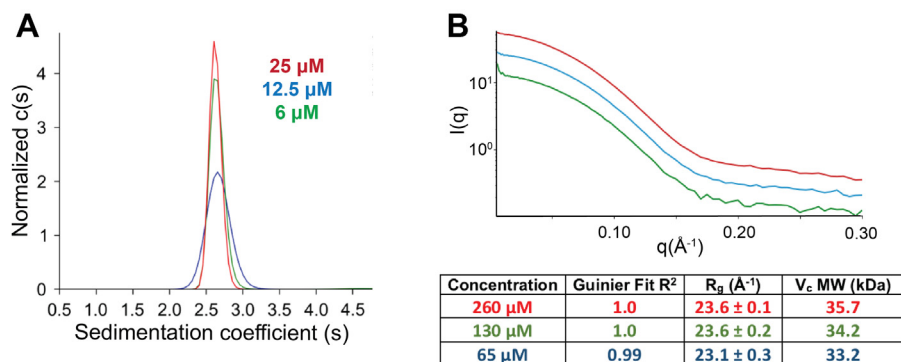 A
Normalized c(s)
4
3
2
1
0
25 µM
12.5 µM
6 µM
0.5 1.0 1.5 2.0 2.5 3.0 3.5 4.0 4.5
Sedimentation coefficient (s)
B
I(q)
10¹
10⁰
0.10 0.20 0.30
q(Å⁻¹)
Concentration Guinier Fit R² Rg (Å⁻¹) Vc MW (kDa)
260 µM 1.0 23.6 ± 0.1 35.7
130 µM 1.0 23.6 ± 0.2 34.2
65 µM 0.99 23.1 ± 0.3 33.2